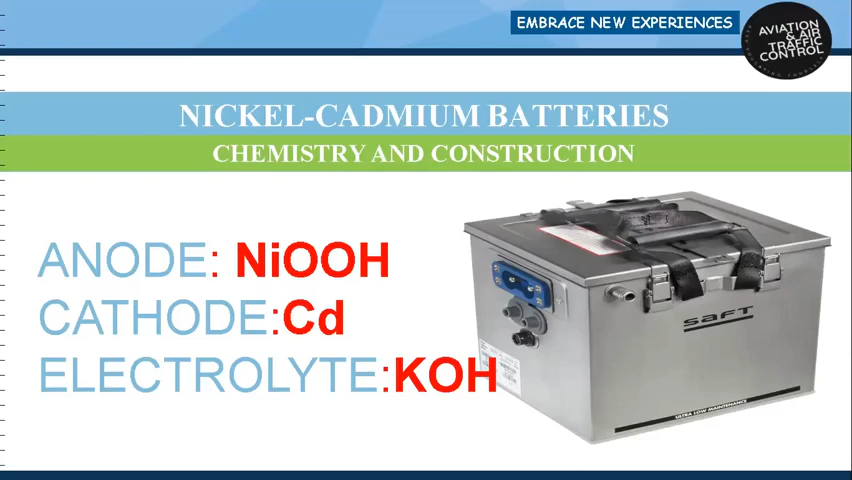 EMBRACE NEW EXPERIENCES
AVIATION
& AIR
TRAFFIC
CONTROL
NICKEL-CADMIUM BATTERIES
CHEMISTRY AND CONSTRUCTION
ANODE: NiOOH
CATHODE:Cd
ELECTROLYTE:KOH
SAFT
ULTRA LOW MAINTENANCE